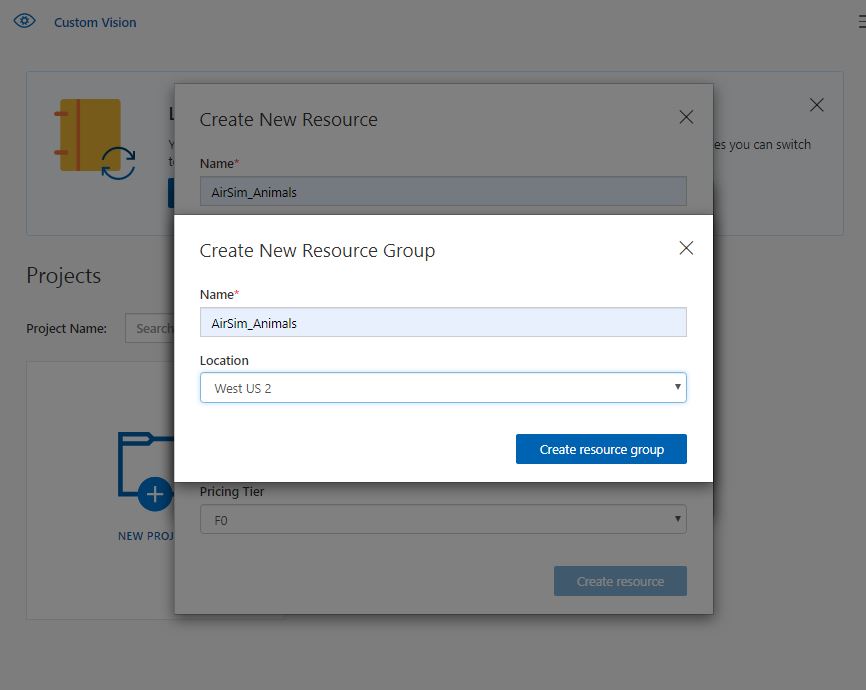 Custom Vision
es you can switch
Create New Resource
Name*
AirSim_Animals
Create New Resource Group
Name*
AirSim_Animals
Location
West US 2
Create resource group
Projects
Project Name:
Search
NEW PROJ
Pricing Tier
F0
Create resource